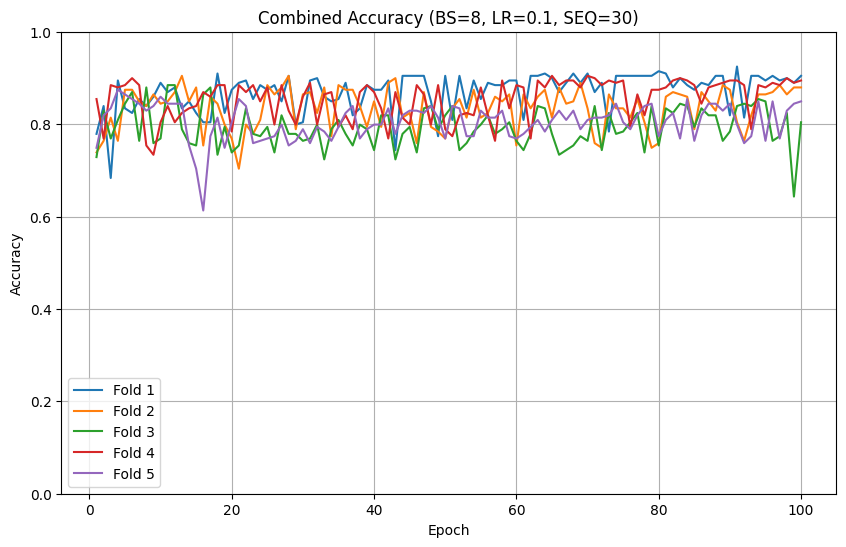 Combined Accuracy (BS=8, LR=0.1, SEQ=30)
1.0
0.8
0.6
0.4
0.2
0.0
Accuracy
Fold 1
Fold 2
Fold 3
Fold 4
Fold 5
0 20 40 60 80 100
Epoch